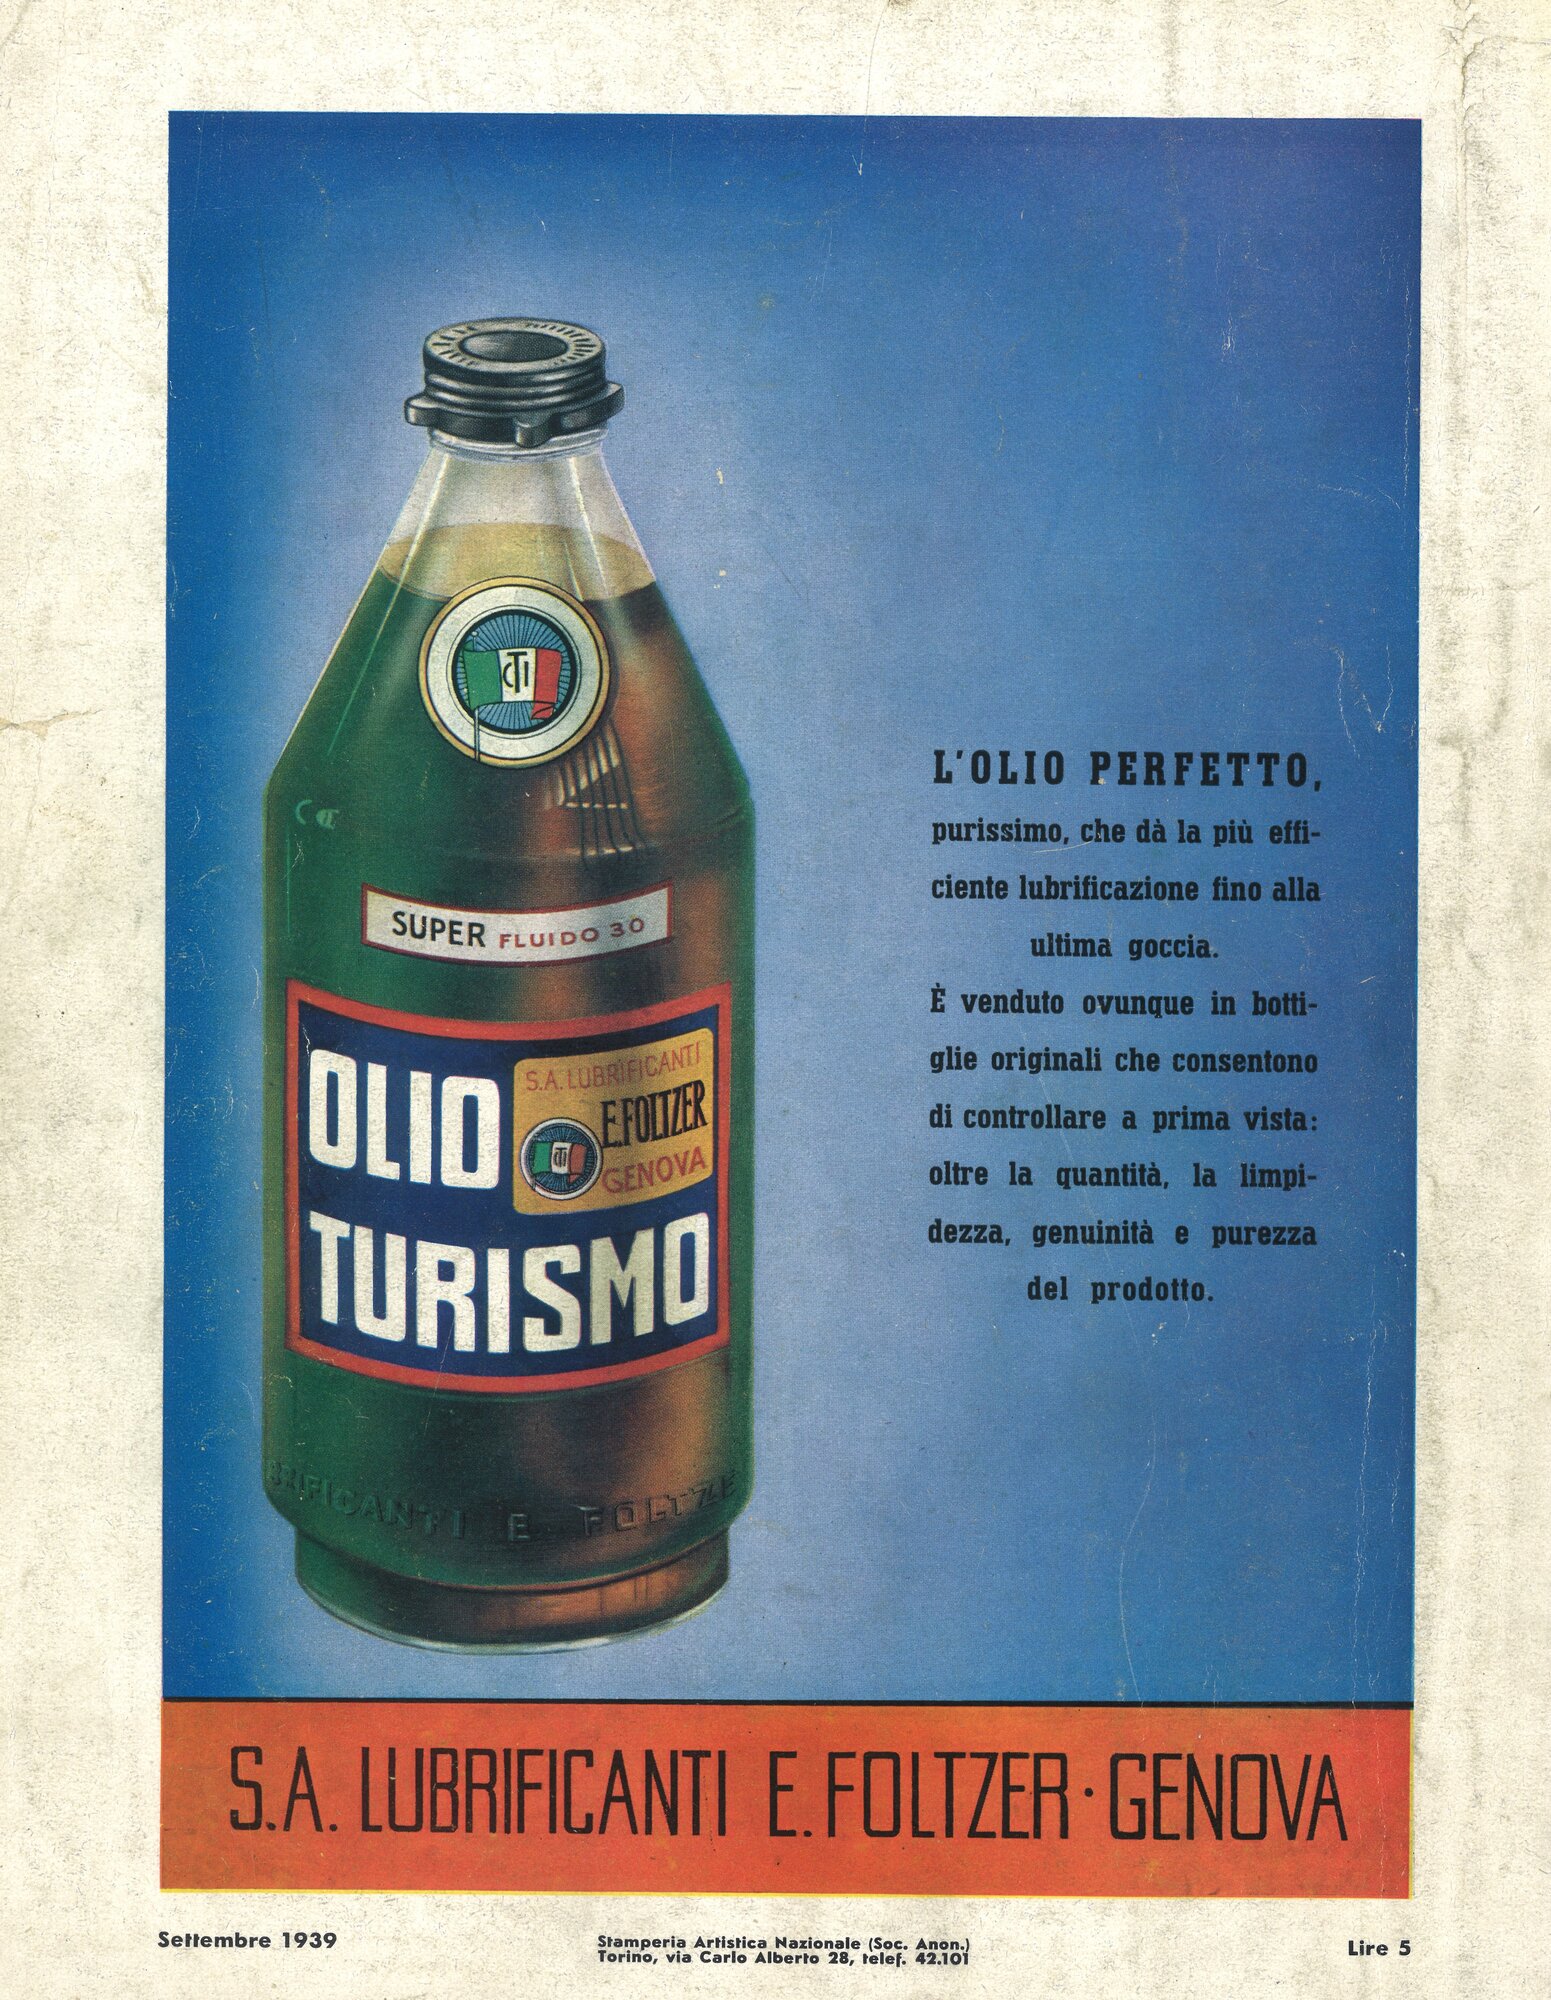 CTI
SUPER FLUIDO 30
OLIO
S.A. LUBRIFICANTI
E. FOLTZER
CTI
GENOVA
TURISMO
RIFICANTI E FOLTZE
L'OLIO PERFETTO,
purissimo, che dà la più effi-
ciente lubrificazione fino alla
ultima goccia.
È venduto ovunque in botti-
glie originali che consentono
di controllare a prima vista:
oltre la quantità, la limpi-
dezza, genuinità e purezza
del prodotto.
S.A. LUBRIFICANTI E. FOLTZER · GENOVA
Settembre 1939
Stamperia Artistica Nazionale (Soc. Anon.)
Torino, via Carlo Alberto 28, telef. 42.101
Lire 5